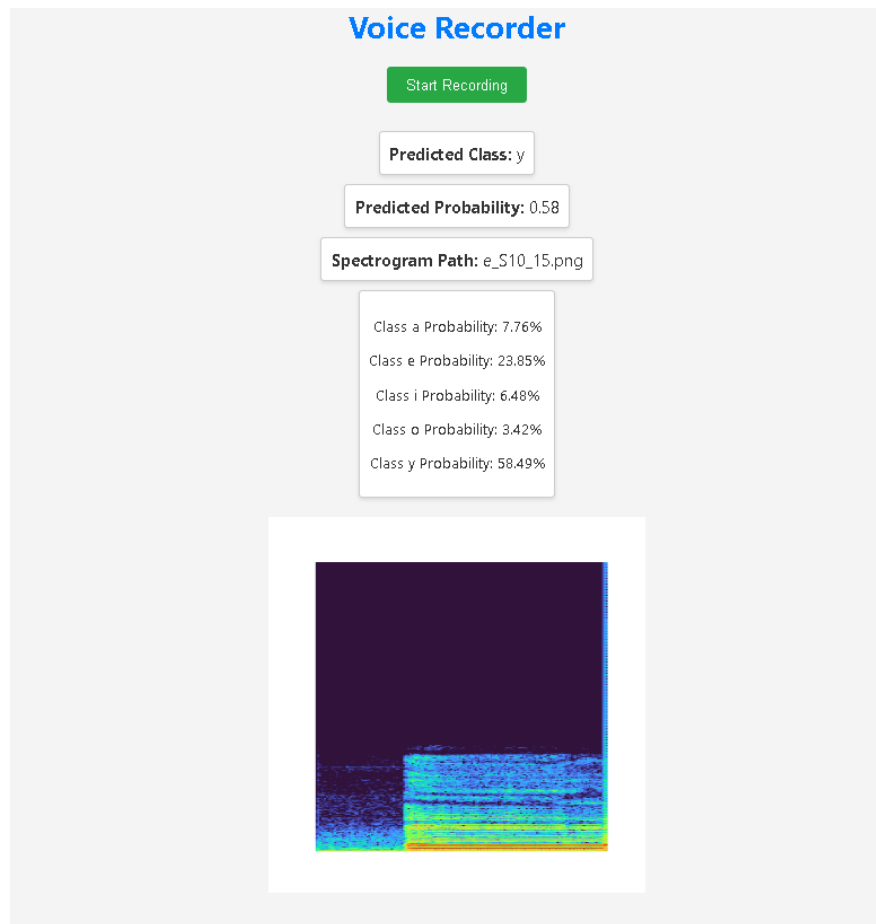 Voice Recorder
Start Recording
Predicted Class: y
Predicted Probability: 0.58
Spectrogram Path: e_S10_15.png
Class a Probability: 7.76%
Class e Probability: 23.85%
Class i Probability: 6.48%
Class o Probability: 3.42%
Class y Probability: 58.49%